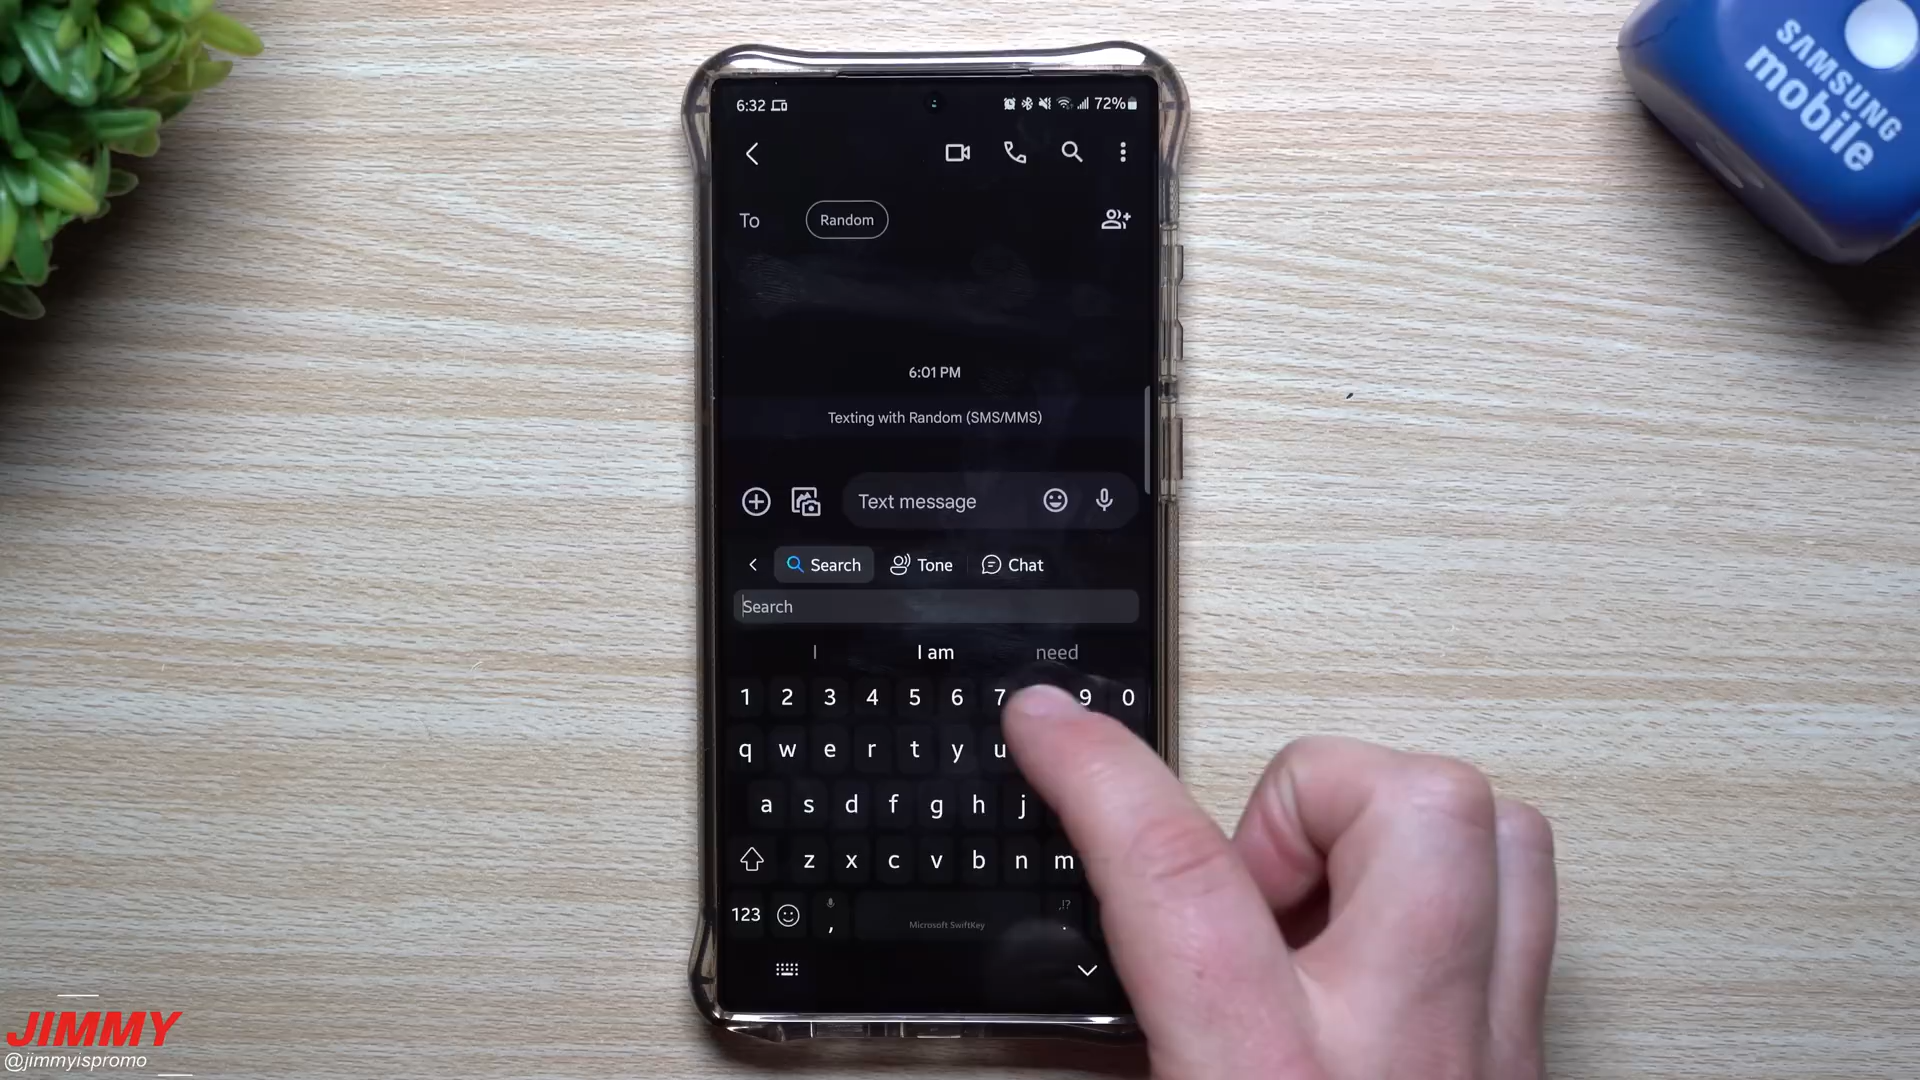 SAMSUNG
mobile
6:32
72%
To
Random
6:01 PM
Texting with Random (SMS/MMS)
Text message
Search
Tone
Chat
Search
I
I am
need
1 2 3 4 5 6 7 9 0
q w e r t y u
a s d f g h j
z x c v b n m
123
,
Microsoft SwiftKey
,!?
.
JIMMY
@jimmyispromo